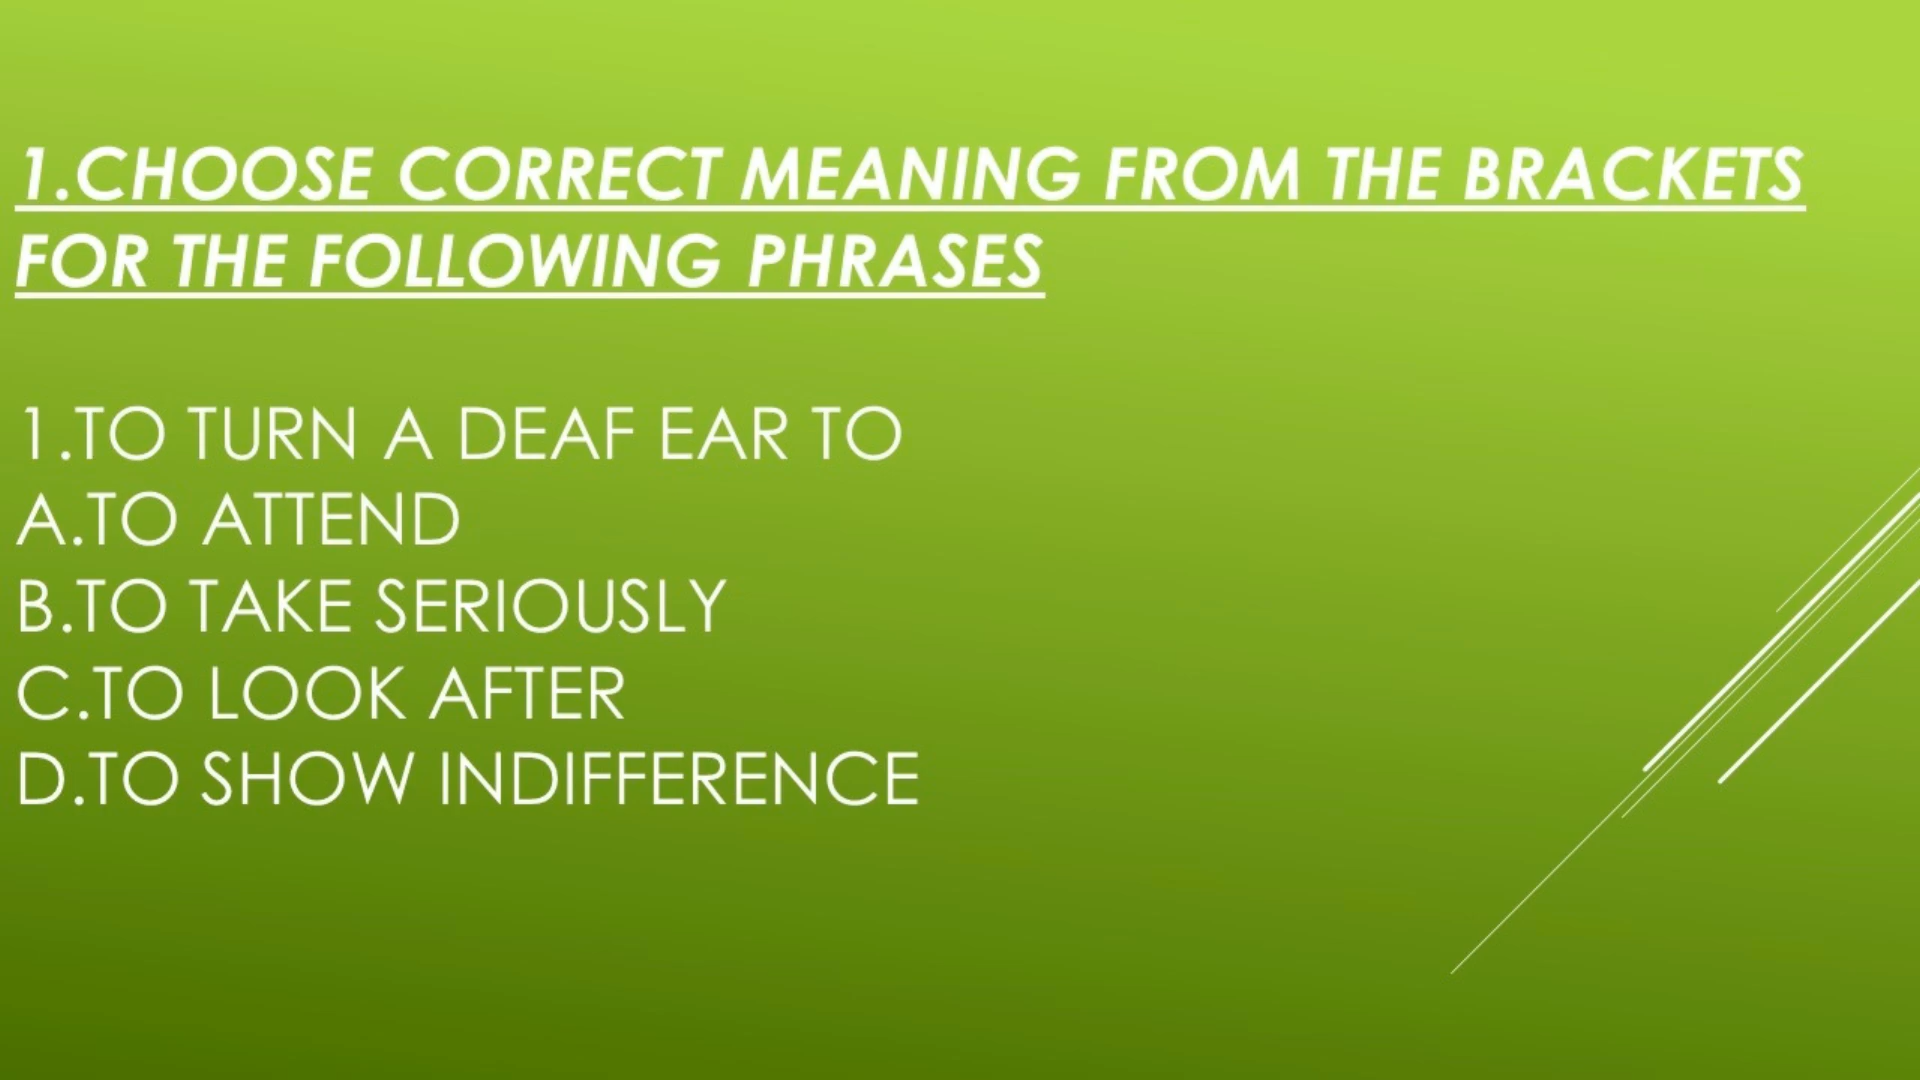 1.CHOOSE CORRECT MEANING FROM THE BRACKETS
FOR THE FOLLOWING PHRASES
1.TO TURN A DEAF EAR TO
A.TO ATTEND
B.TO TAKE SERIOUSLY
C.TO LOOK AFTER
D.TO SHOW INDIFFERENCE